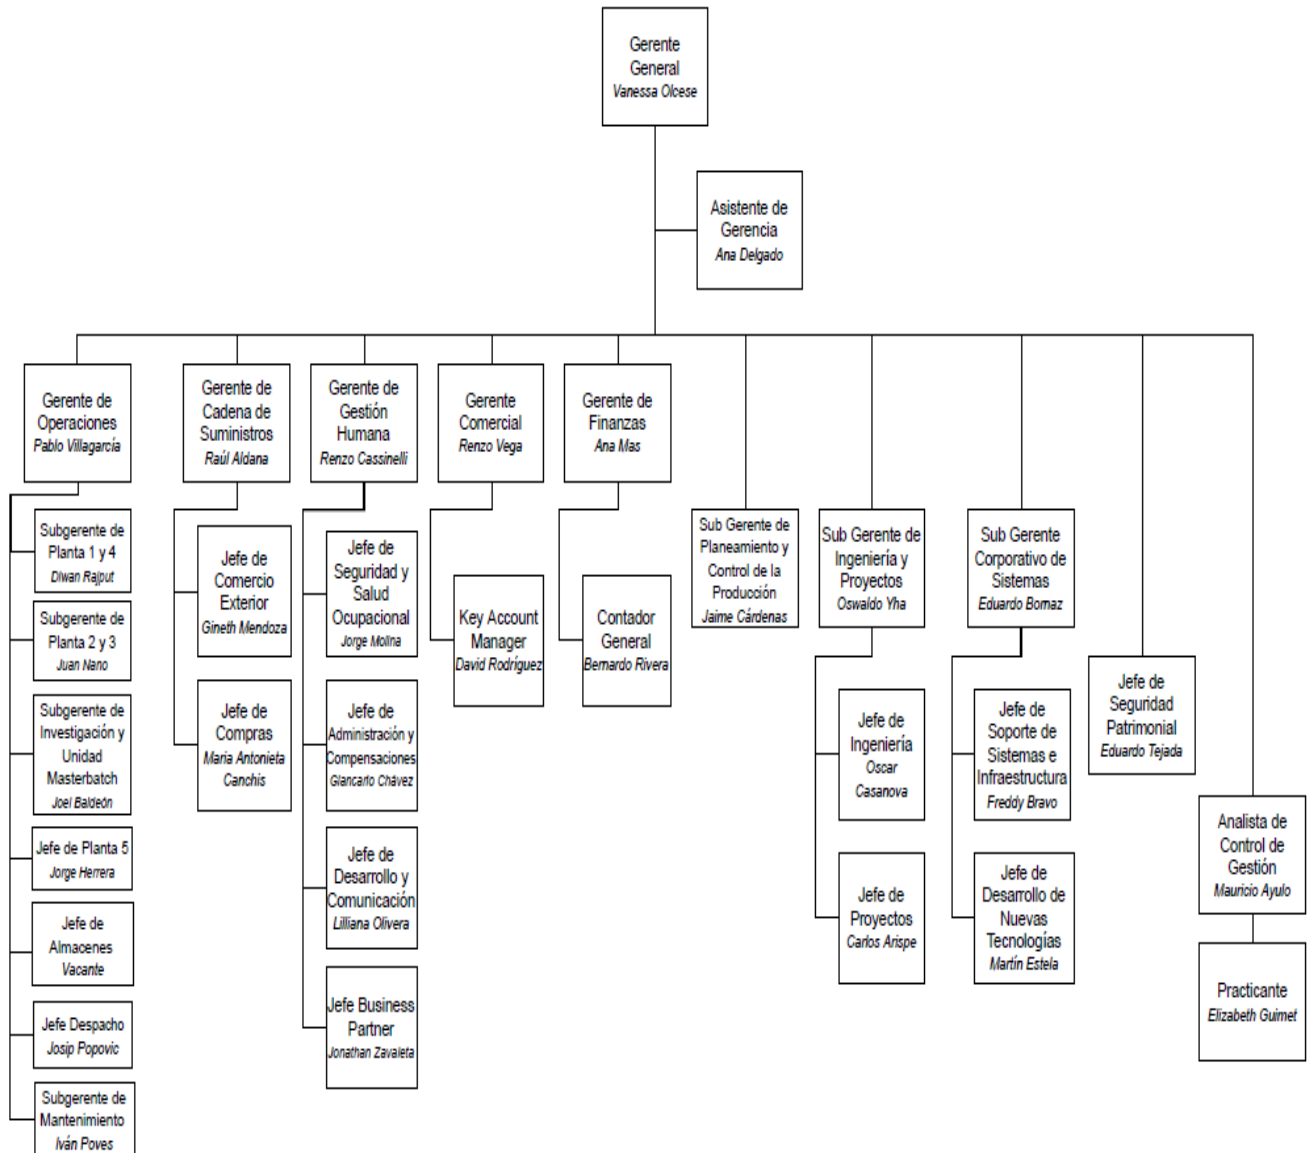 Gerente
General
Vanessa Olcese
Asistente de
Gerencia
Ana Delgado
Gerente de
Operaciones
Pablo Villagarcía
Gerente de
Cadena de
Suministros
Raúl Aldana
Gerente de
Gestión
Humana
Renzo Cassinelli
Gerente
Comercial
Renzo Vega
Gerente de
Finanzas
Ana Mas
Subgerente de
Planta 1 y 4
Diwan Rajput
Subgerente de
Planta 2 y 3
Juan Nano
Subgerente de
Investigación y
Unidad
Masterbatch
Joel Baldeón
Jefe de Planta 5
Jorge Herrera
Jefe de
Almacenes
Vacante
Jefe Despacho
Josip Popovic
Subgerente de
Mantenimiento
Iván Poves
Jefe de
Comercio
Exterior
Gineth Mendoza
Jefe de
Compras
Maria Antonieta
Canchis
Jefe de
Seguridad y
Salud
Ocupacional
Jorge Molina
Jefe de
Administración y
Compensaciones
Giancarlo Chávez
Jefe de
Desarrollo y
Comunicación
Lilliana Olivera
Jefe Business
Partner
Jonathan Zavaleta
Key Account
Manager
David Rodríguez
Contador
General
Bernardo Rivera
Sub Gerente de
Planeamiento y
Control de la
Producción
Jaime Cárdenas
Sub Gerente de
Ingeniería y
Proyectos
Oswaldo Yha
Jefe de
Ingeniería
Oscar
Casanova
Jefe de
Proyectos
Carlos Arispe
Sub Gerente
Corporativo de
Sistemas
Eduardo Bornaz
Jefe de
Soporte de
Sistemas e
Infraestructura
Freddy Bravo
Jefe de
Desarrollo de
Nuevas
Tecnologías
Martín Estela
Jefe de
Seguridad
Patrimonial
Eduardo Tejada
Analista de
Control de
Gestión
Mauricio Ayulo
Practicante
Elizabeth Guimet